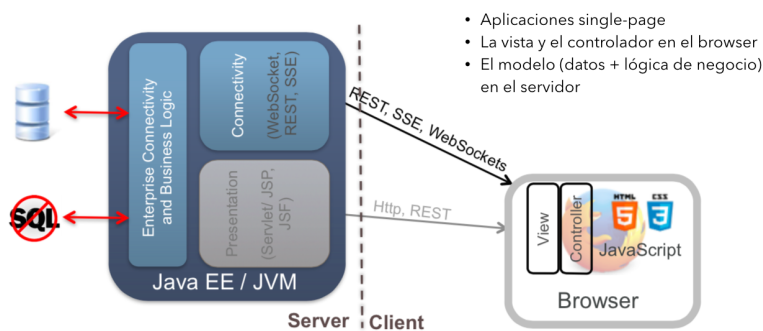 • Aplicaciones single-page
• La vista y el controlador en el browser
• El modelo (datos + lógica de negocio)
en el servidor
SQL
Enterprise Connectivity
and Business Logic
Connectivity
(WebSocket,
REST, SSE)
Presentation
(Servlet/ JSP,
JSF)
Java EE / JVM
Server
Client
REST, SSE, WebSockets
Http, REST
View
Controller
HTML
5
CSS
3
JavaScript
Browser